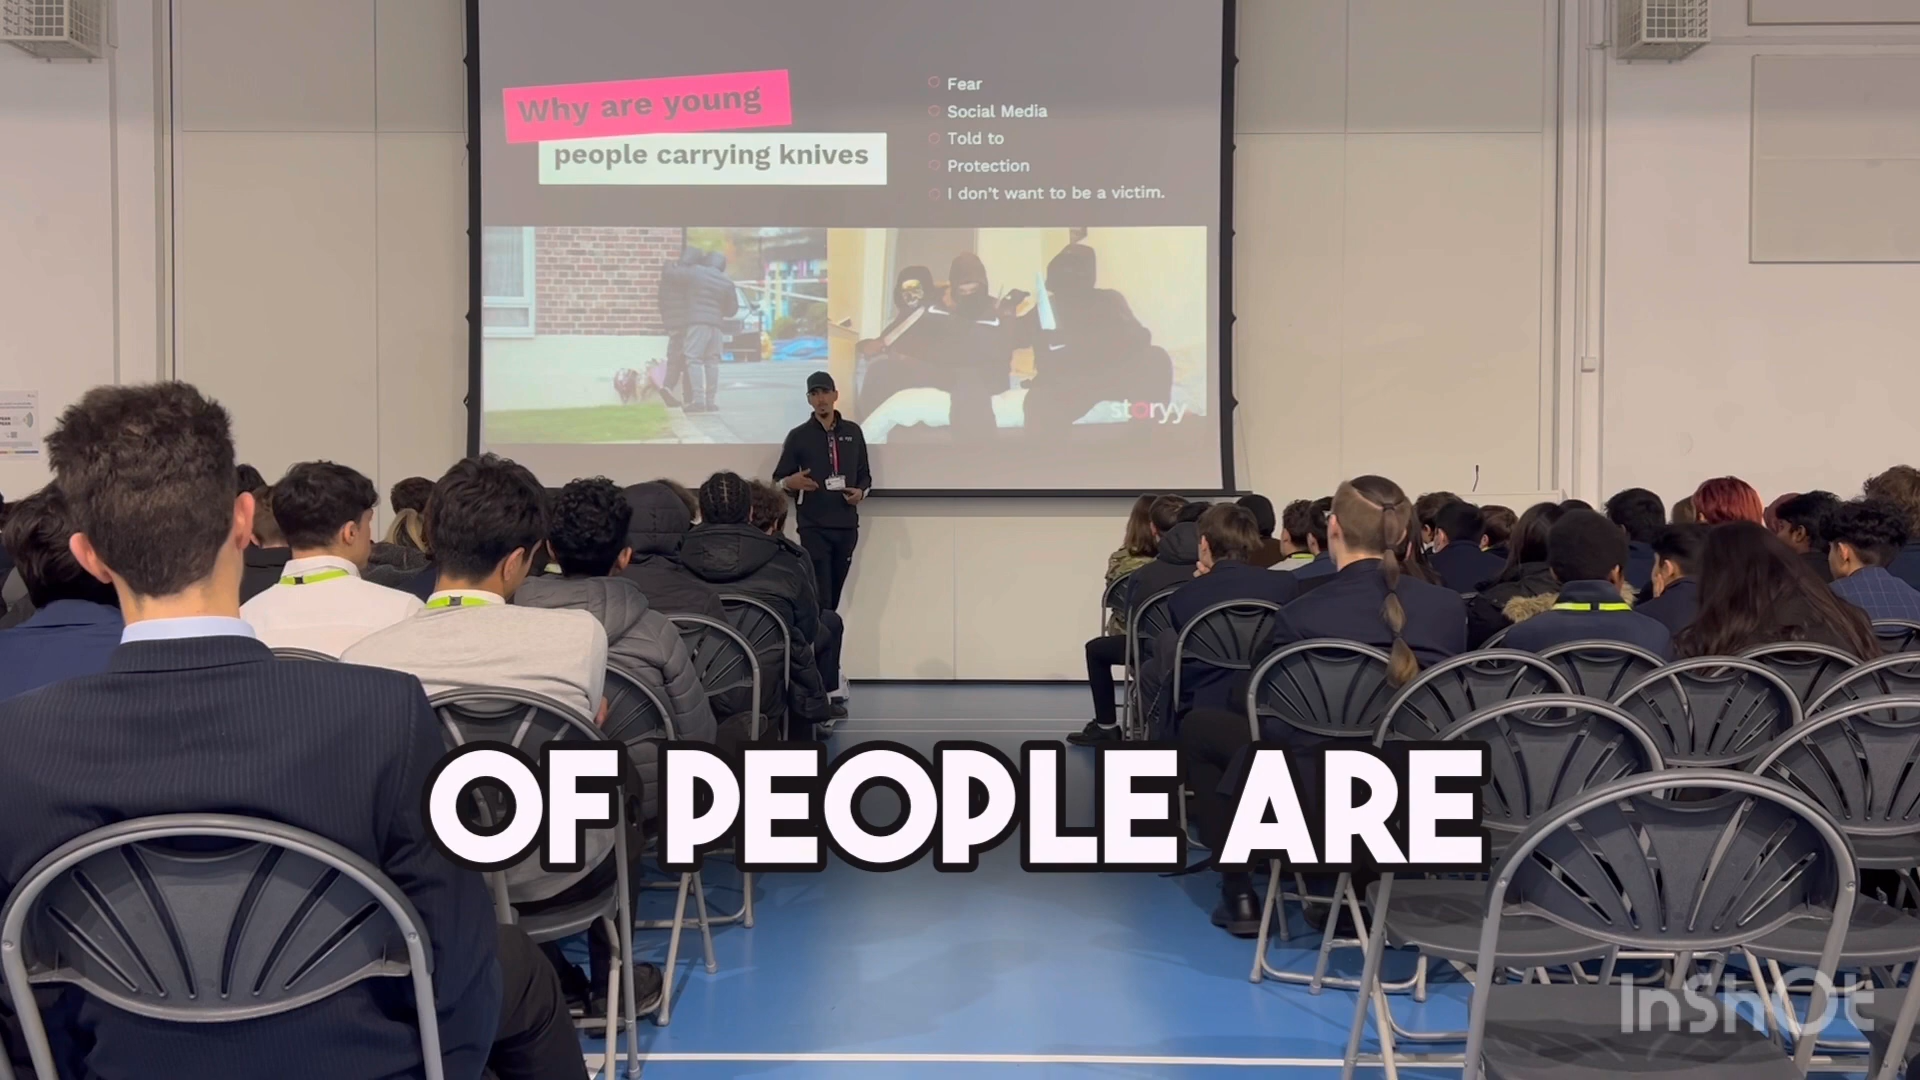 Why are young
people carrying knives
Fear
Social Media
Told to
Protection
I don't want to be a victim.
storyy
OF PEOPLE ARE
InShOt